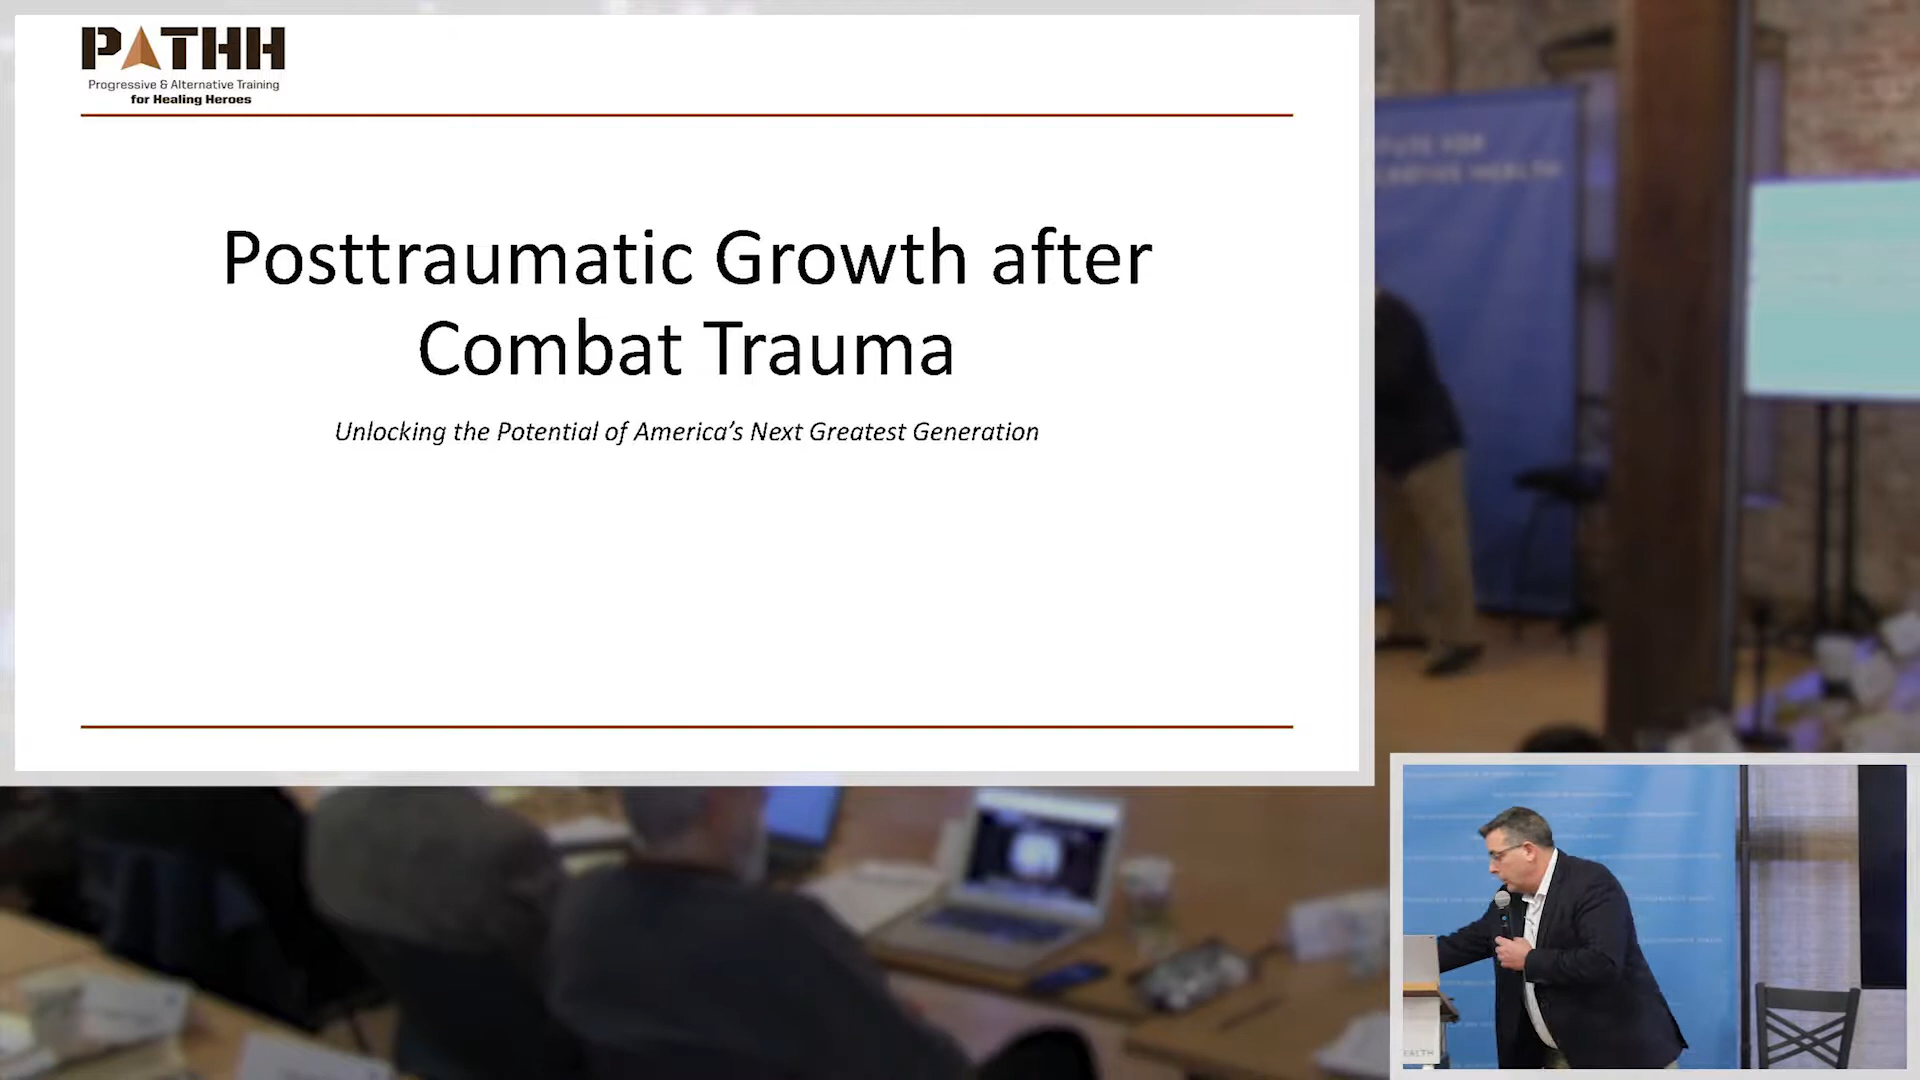 PATHH
Progressive & Alternative Training
for Healing Heroes
Posttraumatic Growth after
Combat Trauma
Unlocking the Potential of America's Next Greatest Generation
HEALTH